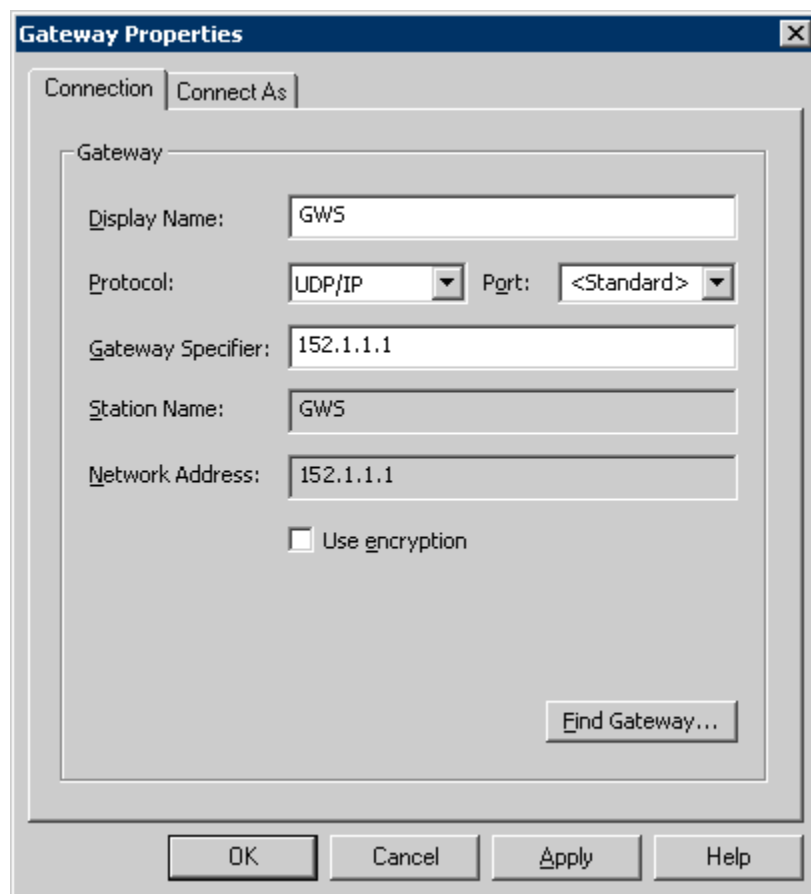 Gateway Properties
Connection Connect As
Gateway
Display Name: GWS
Protocol: UDP/IP Port: <Standard>
Gateway Specifier: 152.1.1.1
Station Name: GWS
Network Address: 152.1.1.1
Use encryption
Find Gateway...
OK Cancel Apply Help